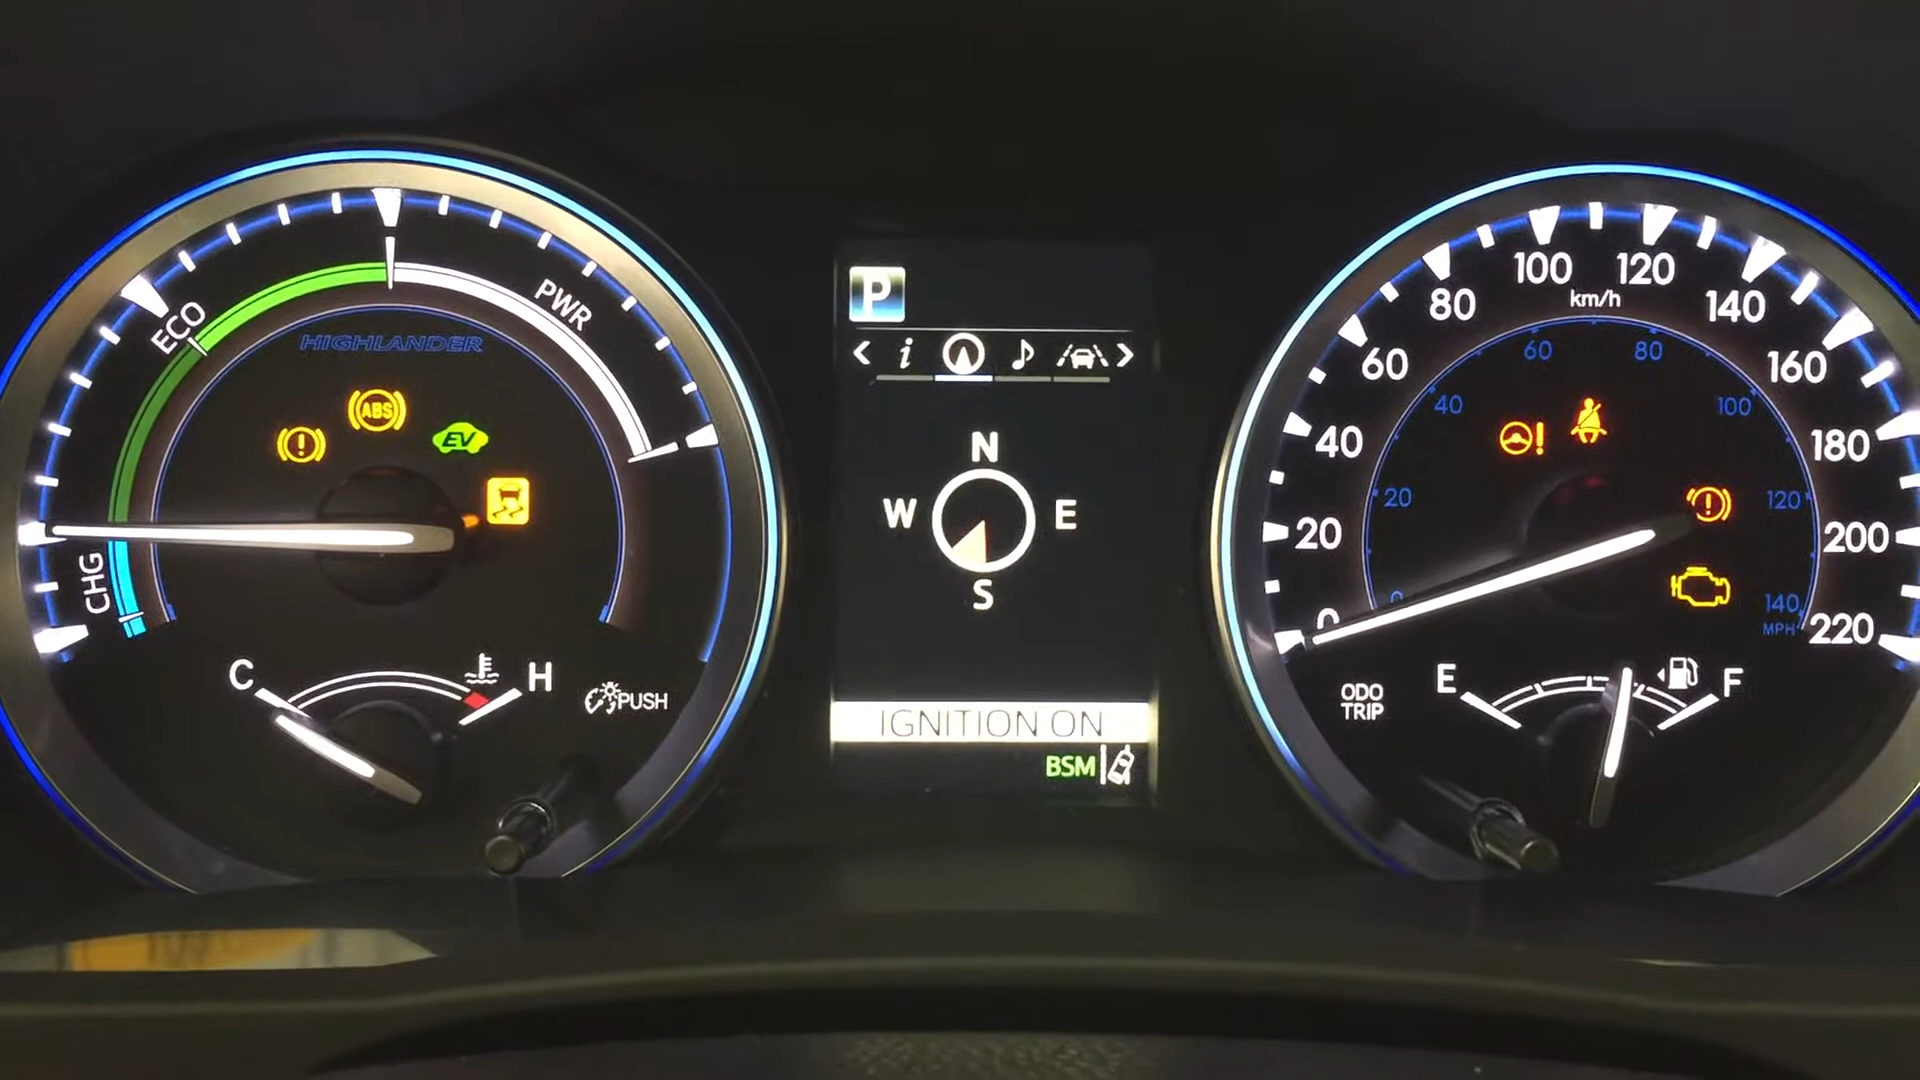 ECO
PWR
CHG
HIGHLANDER
ABS
EV
C
H
PUSH
P
i
N
W
E
S
IGNITION ON
BSM
0
20
40
60
80
100
120
140
160
180
200
220
km/h
0
20
40
60
80
100
120
140
MPH
ODO
TRIP
E
F